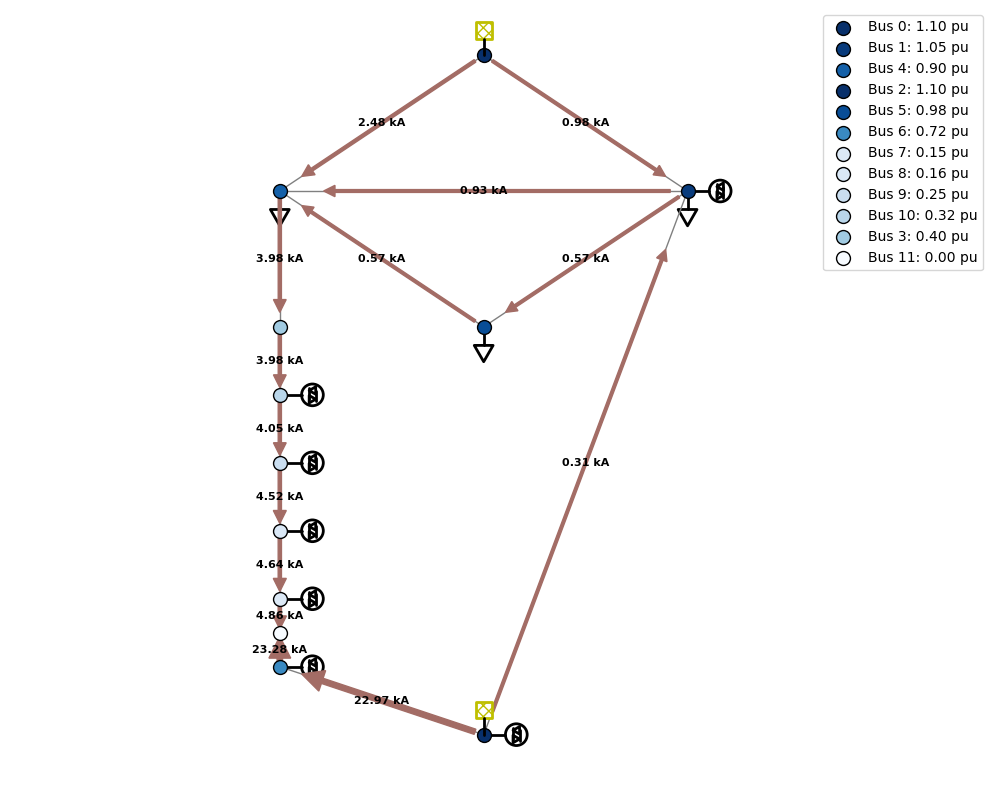 Bus 0: 1.10 pu
Bus 1: 1.05 pu
Bus 4: 0.90 pu
Bus 2: 1.10 pu
Bus 5: 0.98 pu
Bus 6: 0.72 pu
Bus 7: 0.15 pu
Bus 8: 0.16 pu
Bus 9: 0.25 pu
Bus 10: 0.32 pu
Bus 3: 0.40 pu
Bus 11: 0.00 pu
2.48 kA
0.98 kA
0.93 kA
3.98 kA
0.57 kA
0.57 kA
3.98 kA
4.05 kA
0.31 kA
4.52 kA
4.64 kA
4.86 kA
23.28 kA
22.97 kA